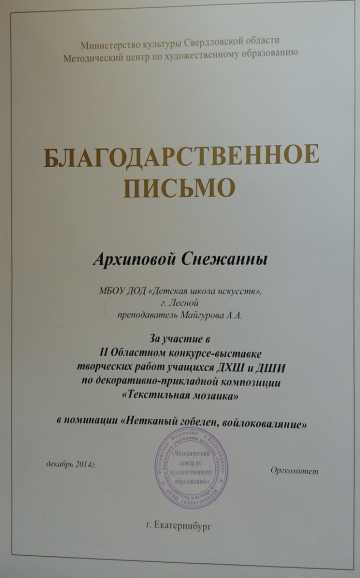 Министерство культуры Свердловской области
Методический центр по художественному образованию
БЛАГОДАРСТВЕННОЕ
ПИСЬМО
Архиповой Снежанны
МБОУ ДОД «Детская школа искусств»,
г. Лесной
преподаватель Майгурова А.А.
За участие в
II Областном конкурсе-выставке
творческих работ учащихся ДХШ и ДШИ
по декоративно-прикладной композиции
«Текстильная мозаика»
в номинации «Нетканый гобелен, войлоковаляние»
«Методический
центр по
художественному
образованию»
декабрь 2014г.
Оргкомитет
г. Екатеринбург